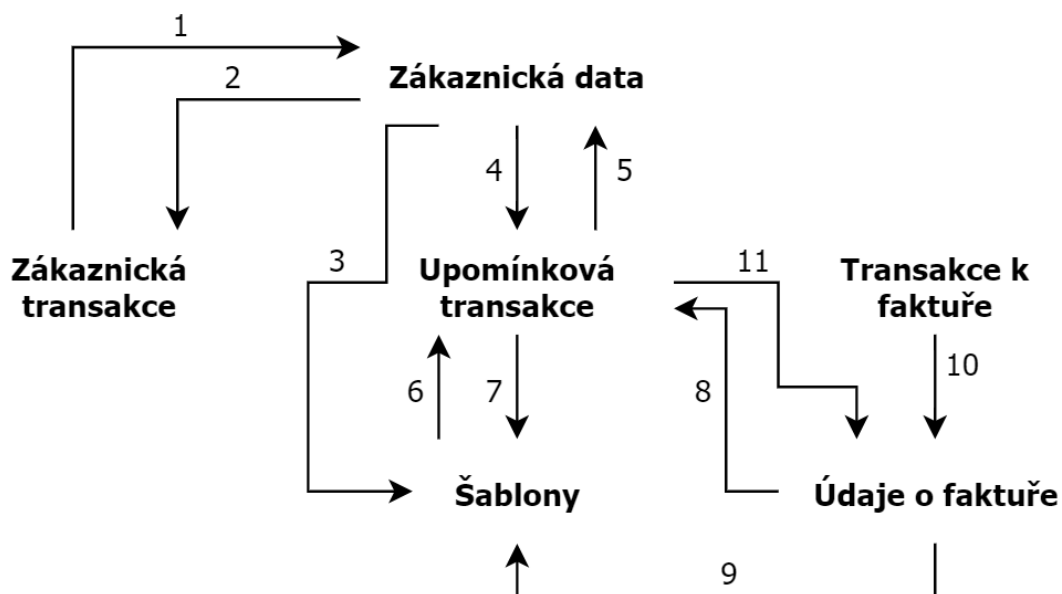 1
2
Zákaznická data
4
5
Zákaznická
transakce
3
Upomínková
transakce
11
Transakce k
faktuře
6
7
8
10
Šablony
Údaje o faktuře
9